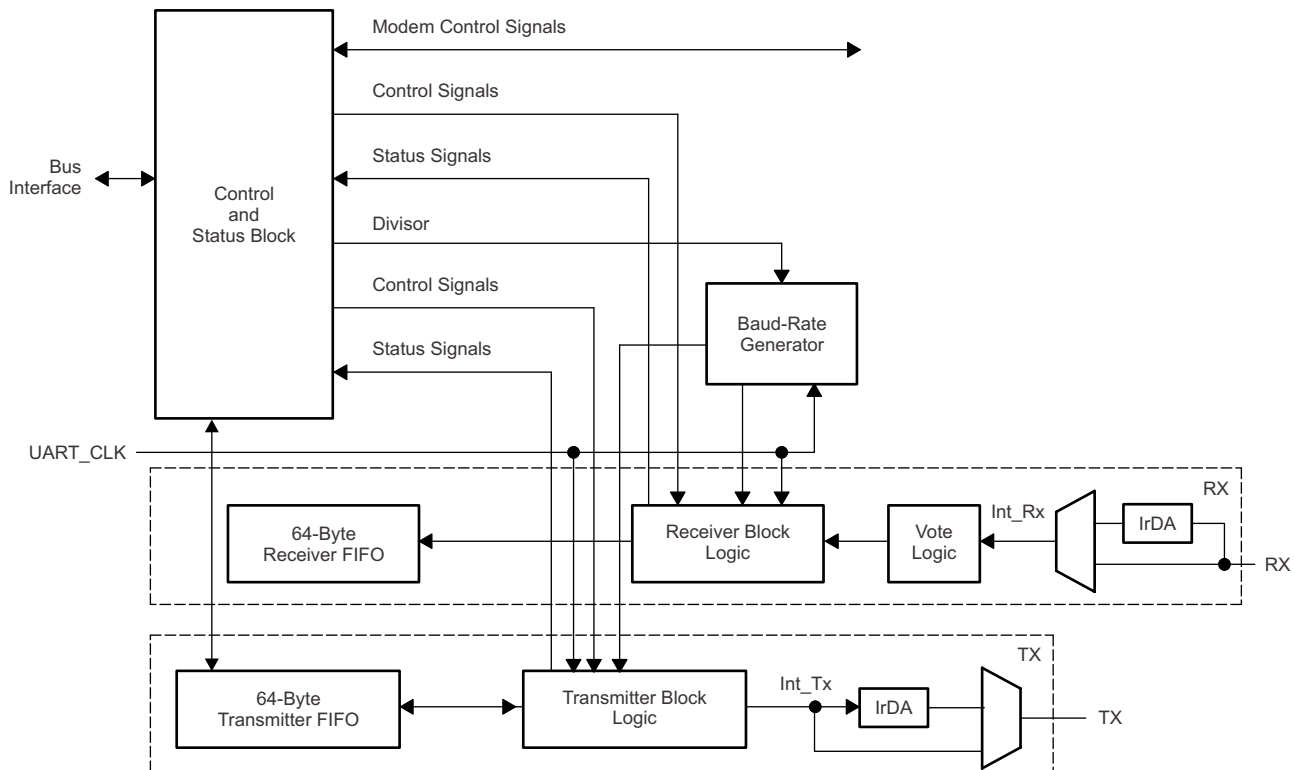 Modem Control Signals
Control Signals
Status Signals
Bus
Interface
Control
and
Status Block
Divisor
Control Signals
Baud-Rate
Generator
Status Signals
UART_CLK
RX
64-Byte
Receiver FIFO
Receiver Block
Logic
Vote
Logic
Int_Rx
IrDA
RX
TX
64-Byte
Transmitter FIFO
Transmitter Block
Logic
Int_Tx
IrDA
TX